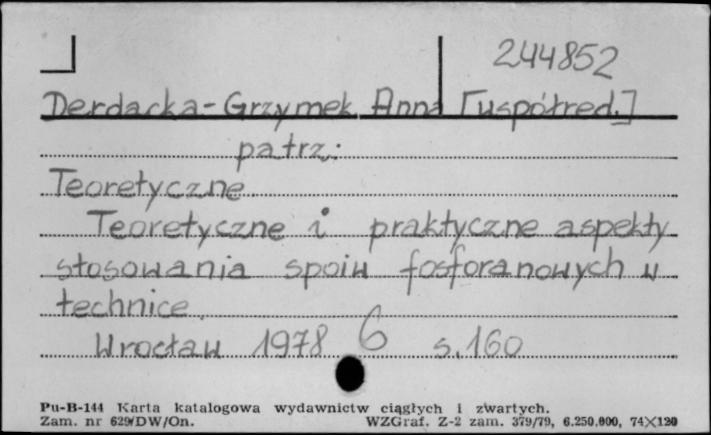 244852
Derdacka-Grzymek Anna [współred.]
patrz:
Teoretyczne
Teoretyczne i praktyczne aspekty
stosowania spoiw fosforanowych w
technice.
Wrocław 1978 6 s.160
Pu-B-144 Karta katalogowa wydawnictw ciągłych i zwartych.
Zam. nr 629/DW/On. WZGraf. Z-2 zam. 379/79, 6.250.000, 74×120